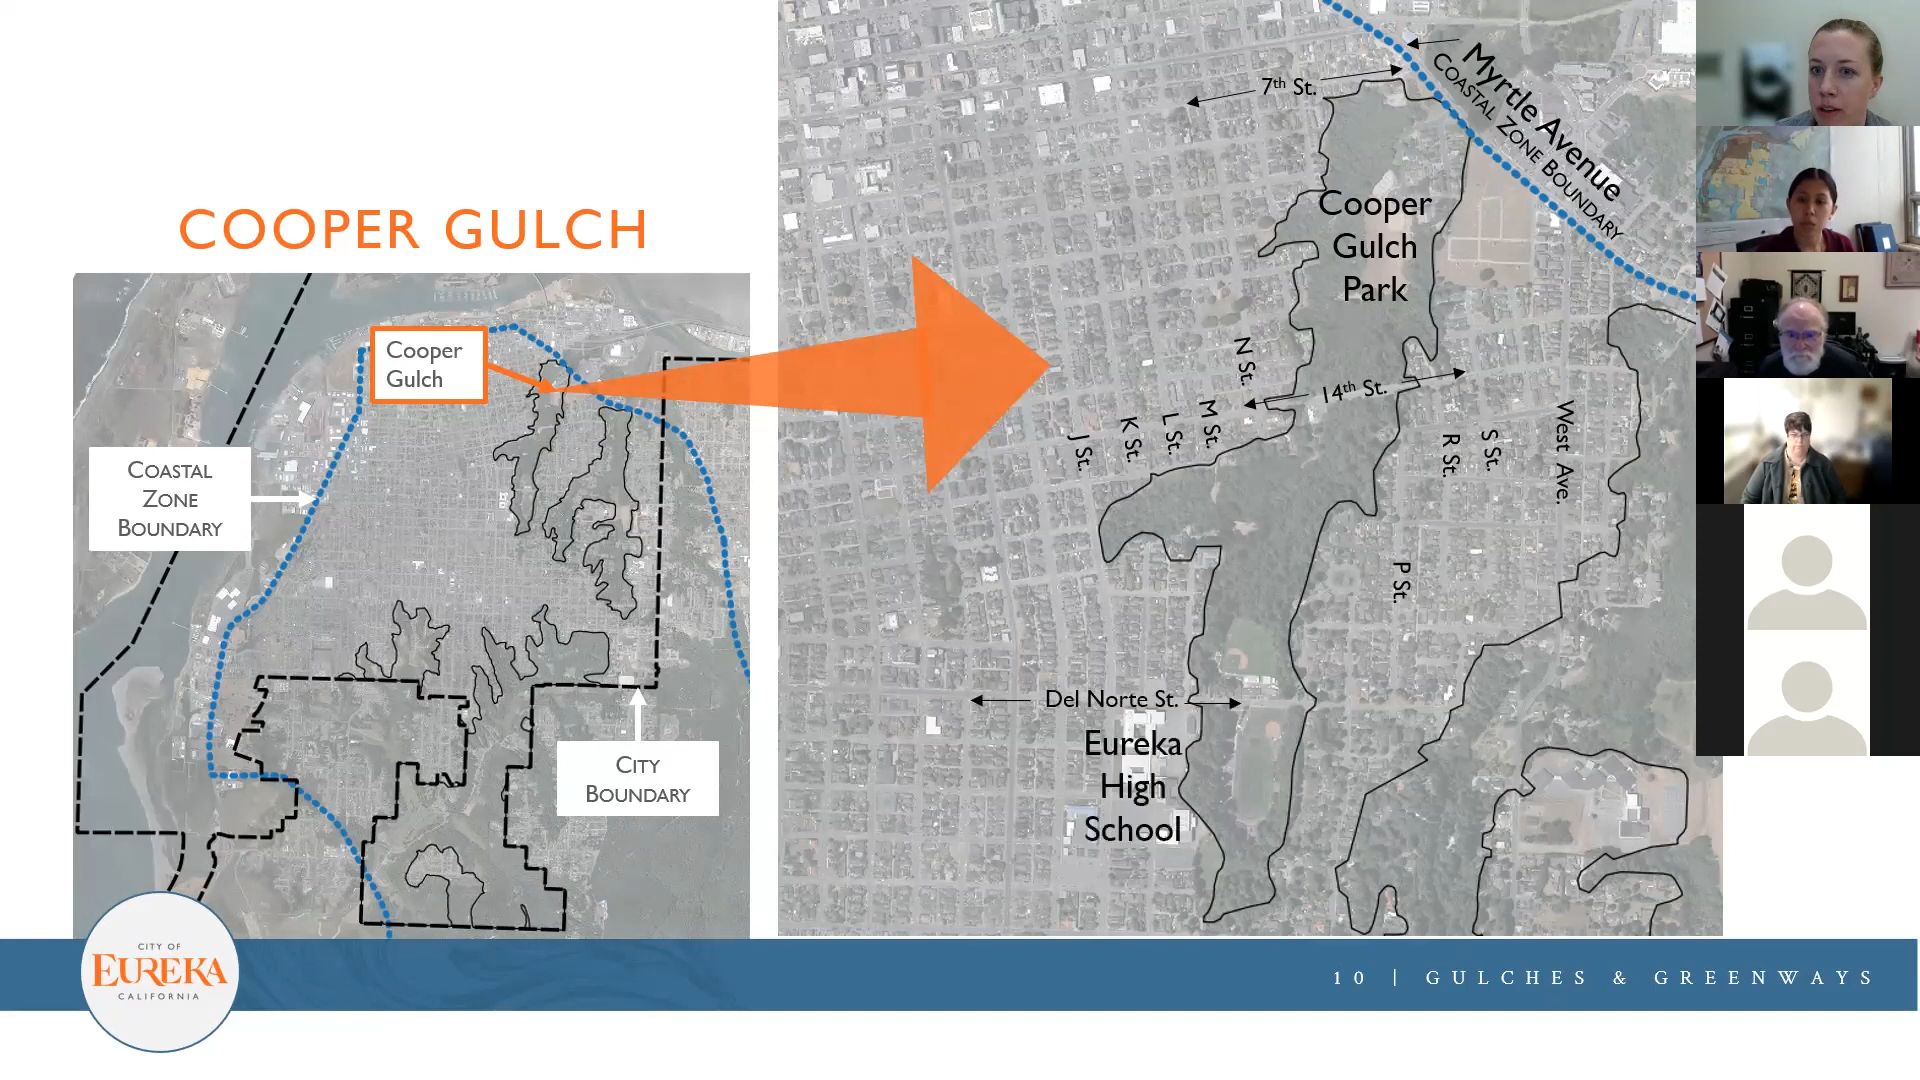 COOPER GULCH
Cooper
Gulch
COASTAL
ZONE
BOUNDARY
CITY
BOUNDARY
7th St.
Myrtle Avenue
COASTAL ZONE BOUNDARY
Cooper
Gulch
Park
N St.
14th St.
J St.
K St.
L St.
M St.
R St.
S St.
West Ave.
P St.
Del Norte St.
Eureka
High
School
CITY OF
EUREKA
CALIFORNIA
10 | GULCHES & GREENWAYS